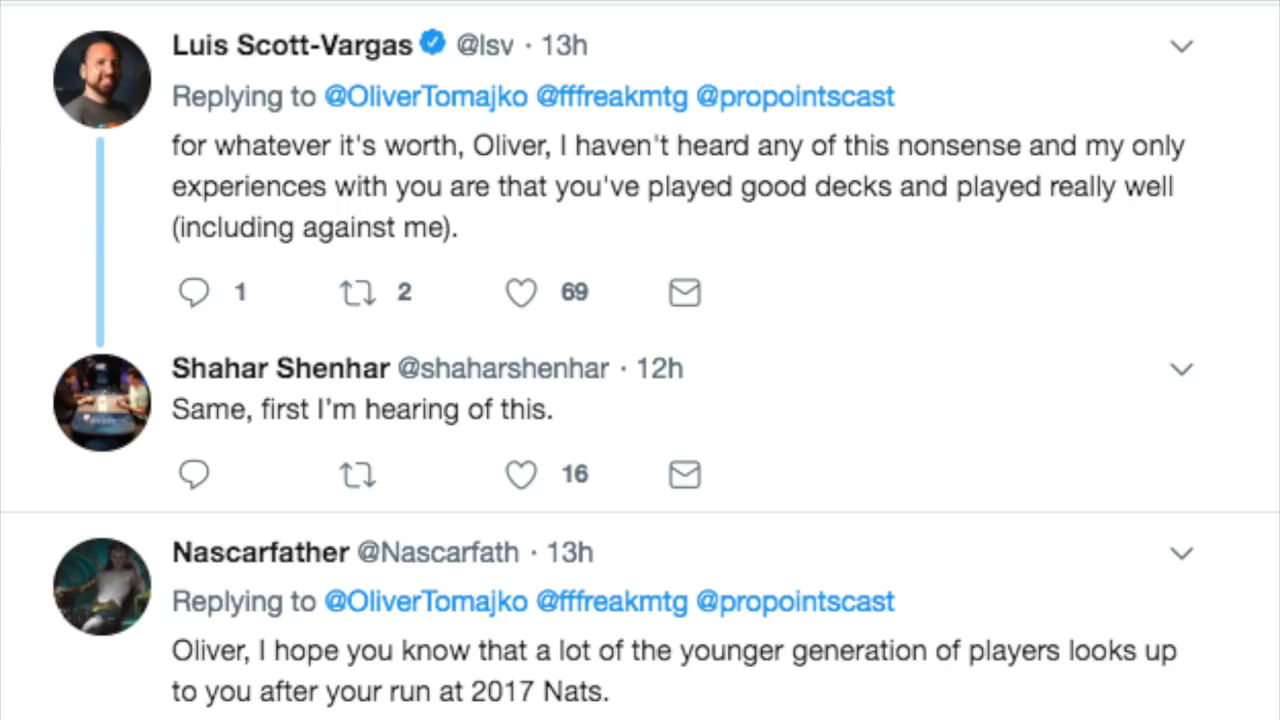 Luis Scott-Vargas @lsv · 13h
Replying to @OliverTomajko @fffreakmtg @propointscast
for whatever it's worth, Oliver, I haven't heard any of this nonsense and my only
experiences with you are that you've played good decks and played really well
(including against me).
1 2 69
Shahar Shenhar @shaharshenhar · 12h
Same, first I’m hearing of this.
16
Nascarfather @Nascarfath · 13h
Replying to @OliverTomajko @fffreakmtg @propointscast
Oliver, I hope you know that a lot of the younger generation of players looks up
to you after your run at 2017 Nats.